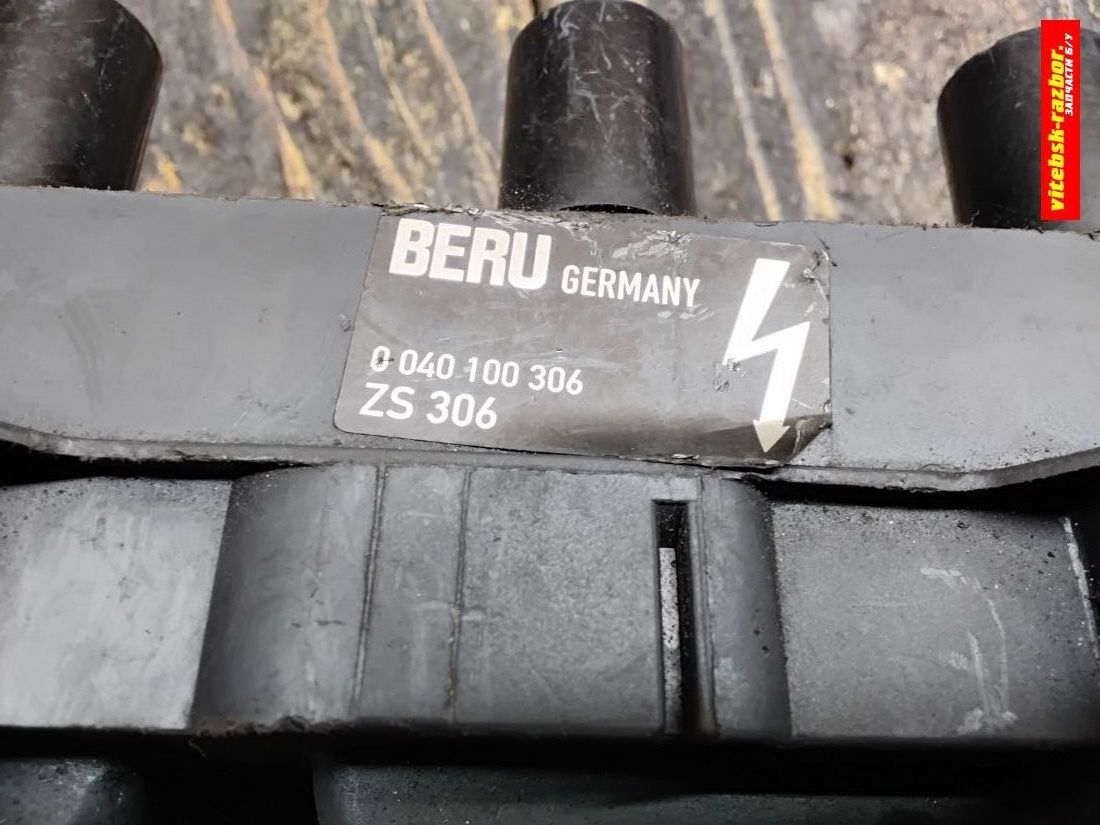 BERU GERMANY
0 040 100 306
ZS 306
vitebsk-razbor.
ЗАПЧАСТИ Б/У